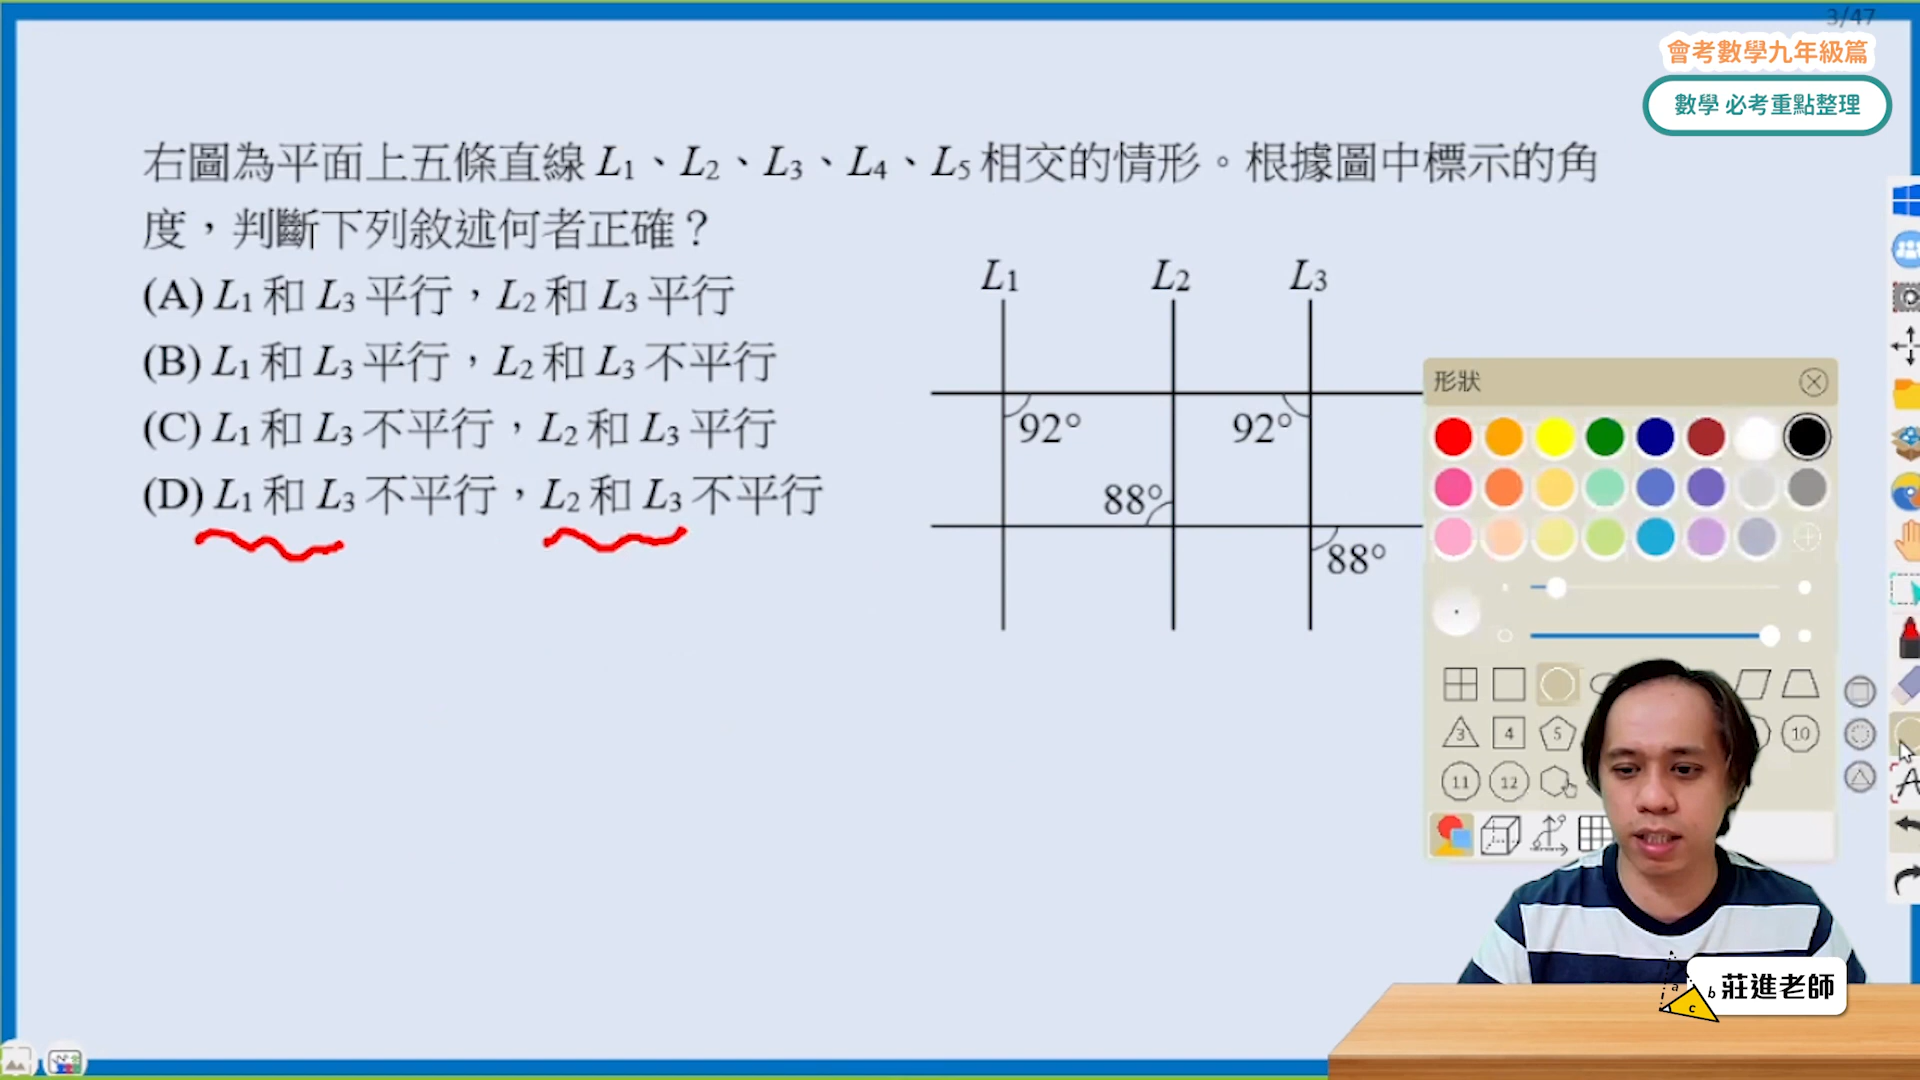 3/47
會考數學九年級篇
數學 必考重點整理
右圖為平面上五條直線 L1、L2、L3、L4、L5 相交的情形。根據圖中標示的角
度，判斷下列敘述何者正確？
(A) L1 和 L3 平行，L2 和 L3 平行
(B) L1 和 L3 平行，L2 和 L3 不平行
(C) L1 和 L3 不平行，L2 和 L3 平行
(D) L1 和 L3 不平行，L2 和 L3 不平行
L1 L2 L3
92° 92°
88°
88°
形狀
3 4 5 10
11 12
A
a b c
莊進老師